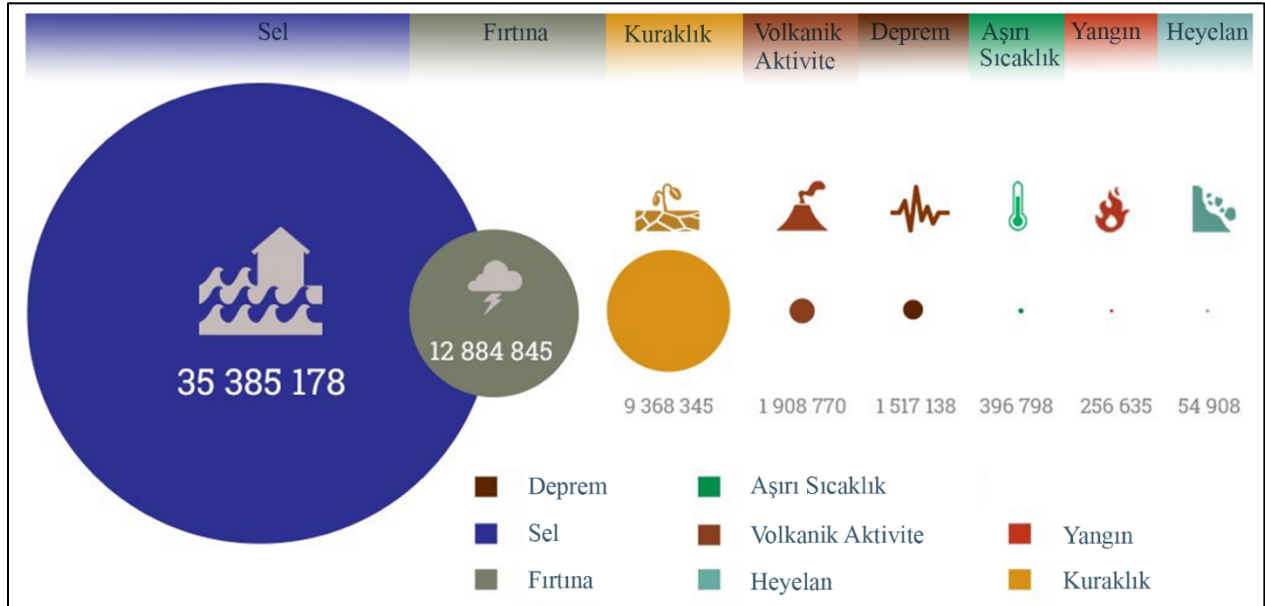 Sel
Fırtına
Kuraklık
Volkanik
Aktivite
Deprem
Aşırı
Sıcaklık
Yangın
Heyelan
35 385 178
12 884 845
9 368 345
1 908 770
1 517 138
396 798
256 635
54 908
Deprem
Aşırı Sıcaklık
Sel
Volkanik Aktivite
Yangın
Fırtına
Heyelan
Kuraklık